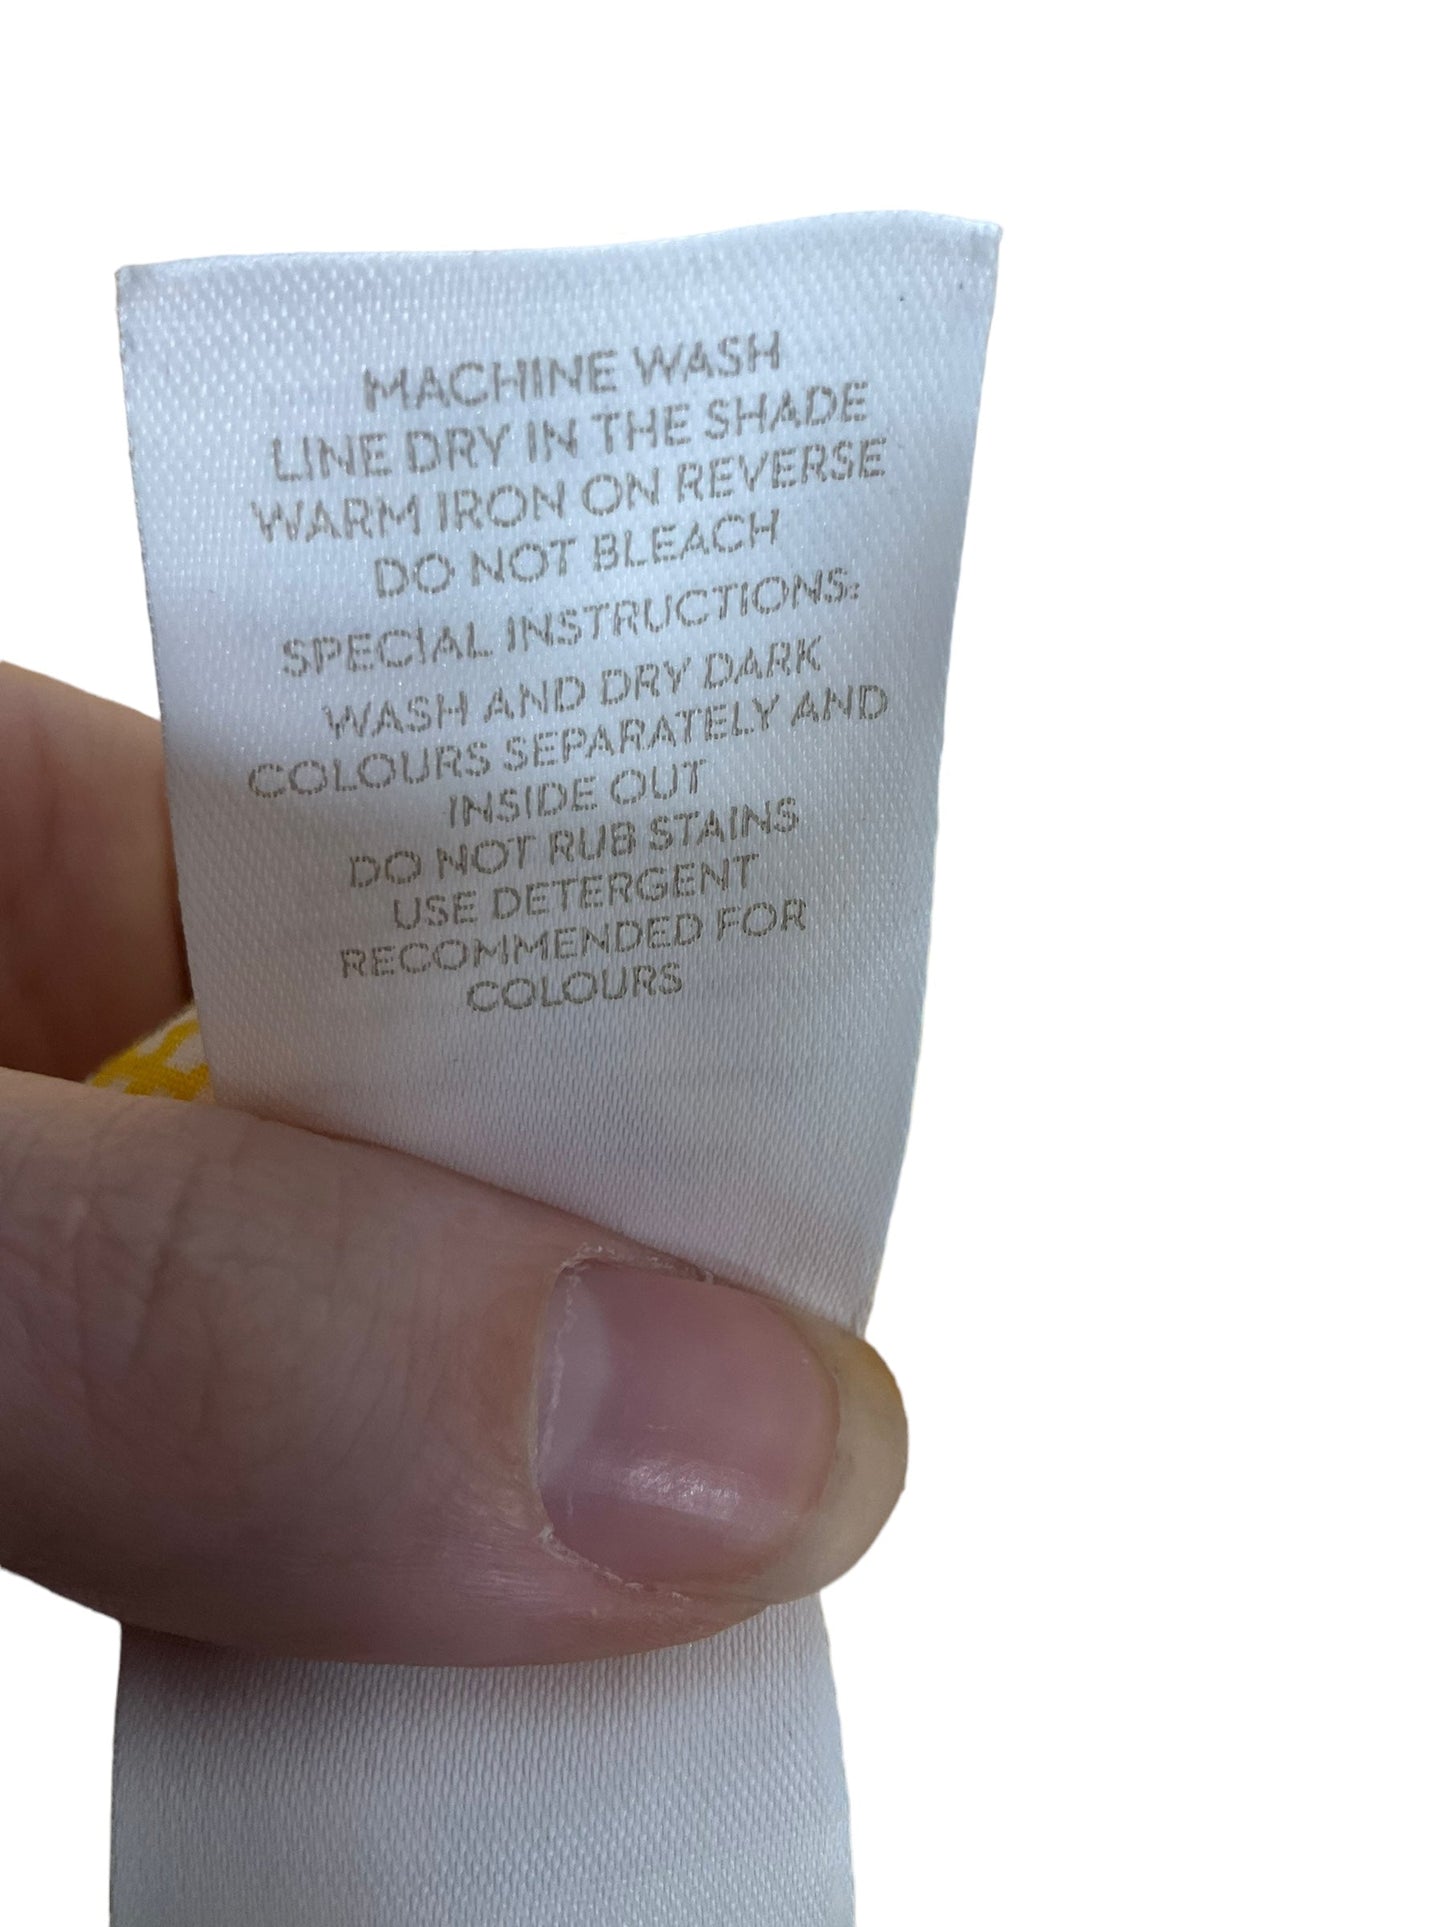 MACHINE WASH
LINE DRY IN THE SHADE
WARM IRON ON REVERSE
DO NOT BLEACH
SPECIAL INSTRUCTIONS:
WASH AND DRY DARK
COLOURS SEPARATELY AND
INSIDE OUT
DO NOT RUB STAINS
USE DETERGENT
RECOMMENDED FOR
COLOURS